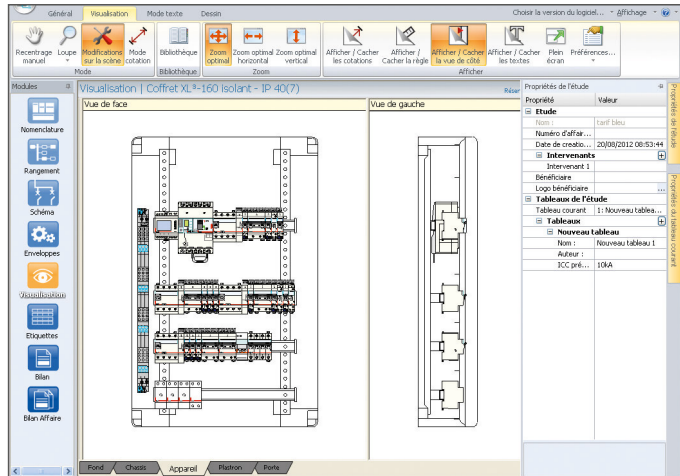 Général Visualisation Mode texte Dessin Choisir la version du logiciel... Affichage
Recentrage manuel
Loupe
Modifications sur la scène
Mode cotation
Bibliothèque
Zoom optimal
Zoom optimal horizontal
Zoom optimal vertical
Afficher / Cacher les cotations
Afficher / Cacher la règle
Afficher / Cacher la vue de côté
Afficher / Cacher les textes
Plein écran
Préférences...
Mode Bibliothèque Zoom Afficher
Modules
Visualisation | Coffret XL³-160 Isolant - IP 40(7)
Réser
Propriétés de l'étude
Vue de face
Vue de gauche
Nomenclature
Rangement
Schéma
Enveloppes
Visualisation
Etiquettes
Bilan
Bilan Affaire
Propriété Valeur
Etude
Nom : tarif bleu
Numéro d'affair...
Date de creatio... 20/08/2012 08:53:44
Intervenants
Intervenant 1
Bénéficiaire
Logo bénéficiaire ...
Tableaux de l'étude
Tableau courant 1: Nouveau tablea...
Tableaux
Nouveau tableau
Nom : Nouveau tableau 1
Auteur :
ICC pré... 10kA
Propriétés de l'étude
Propriétés du tableau courant
Fond Chassis Appareil Plastron Porte